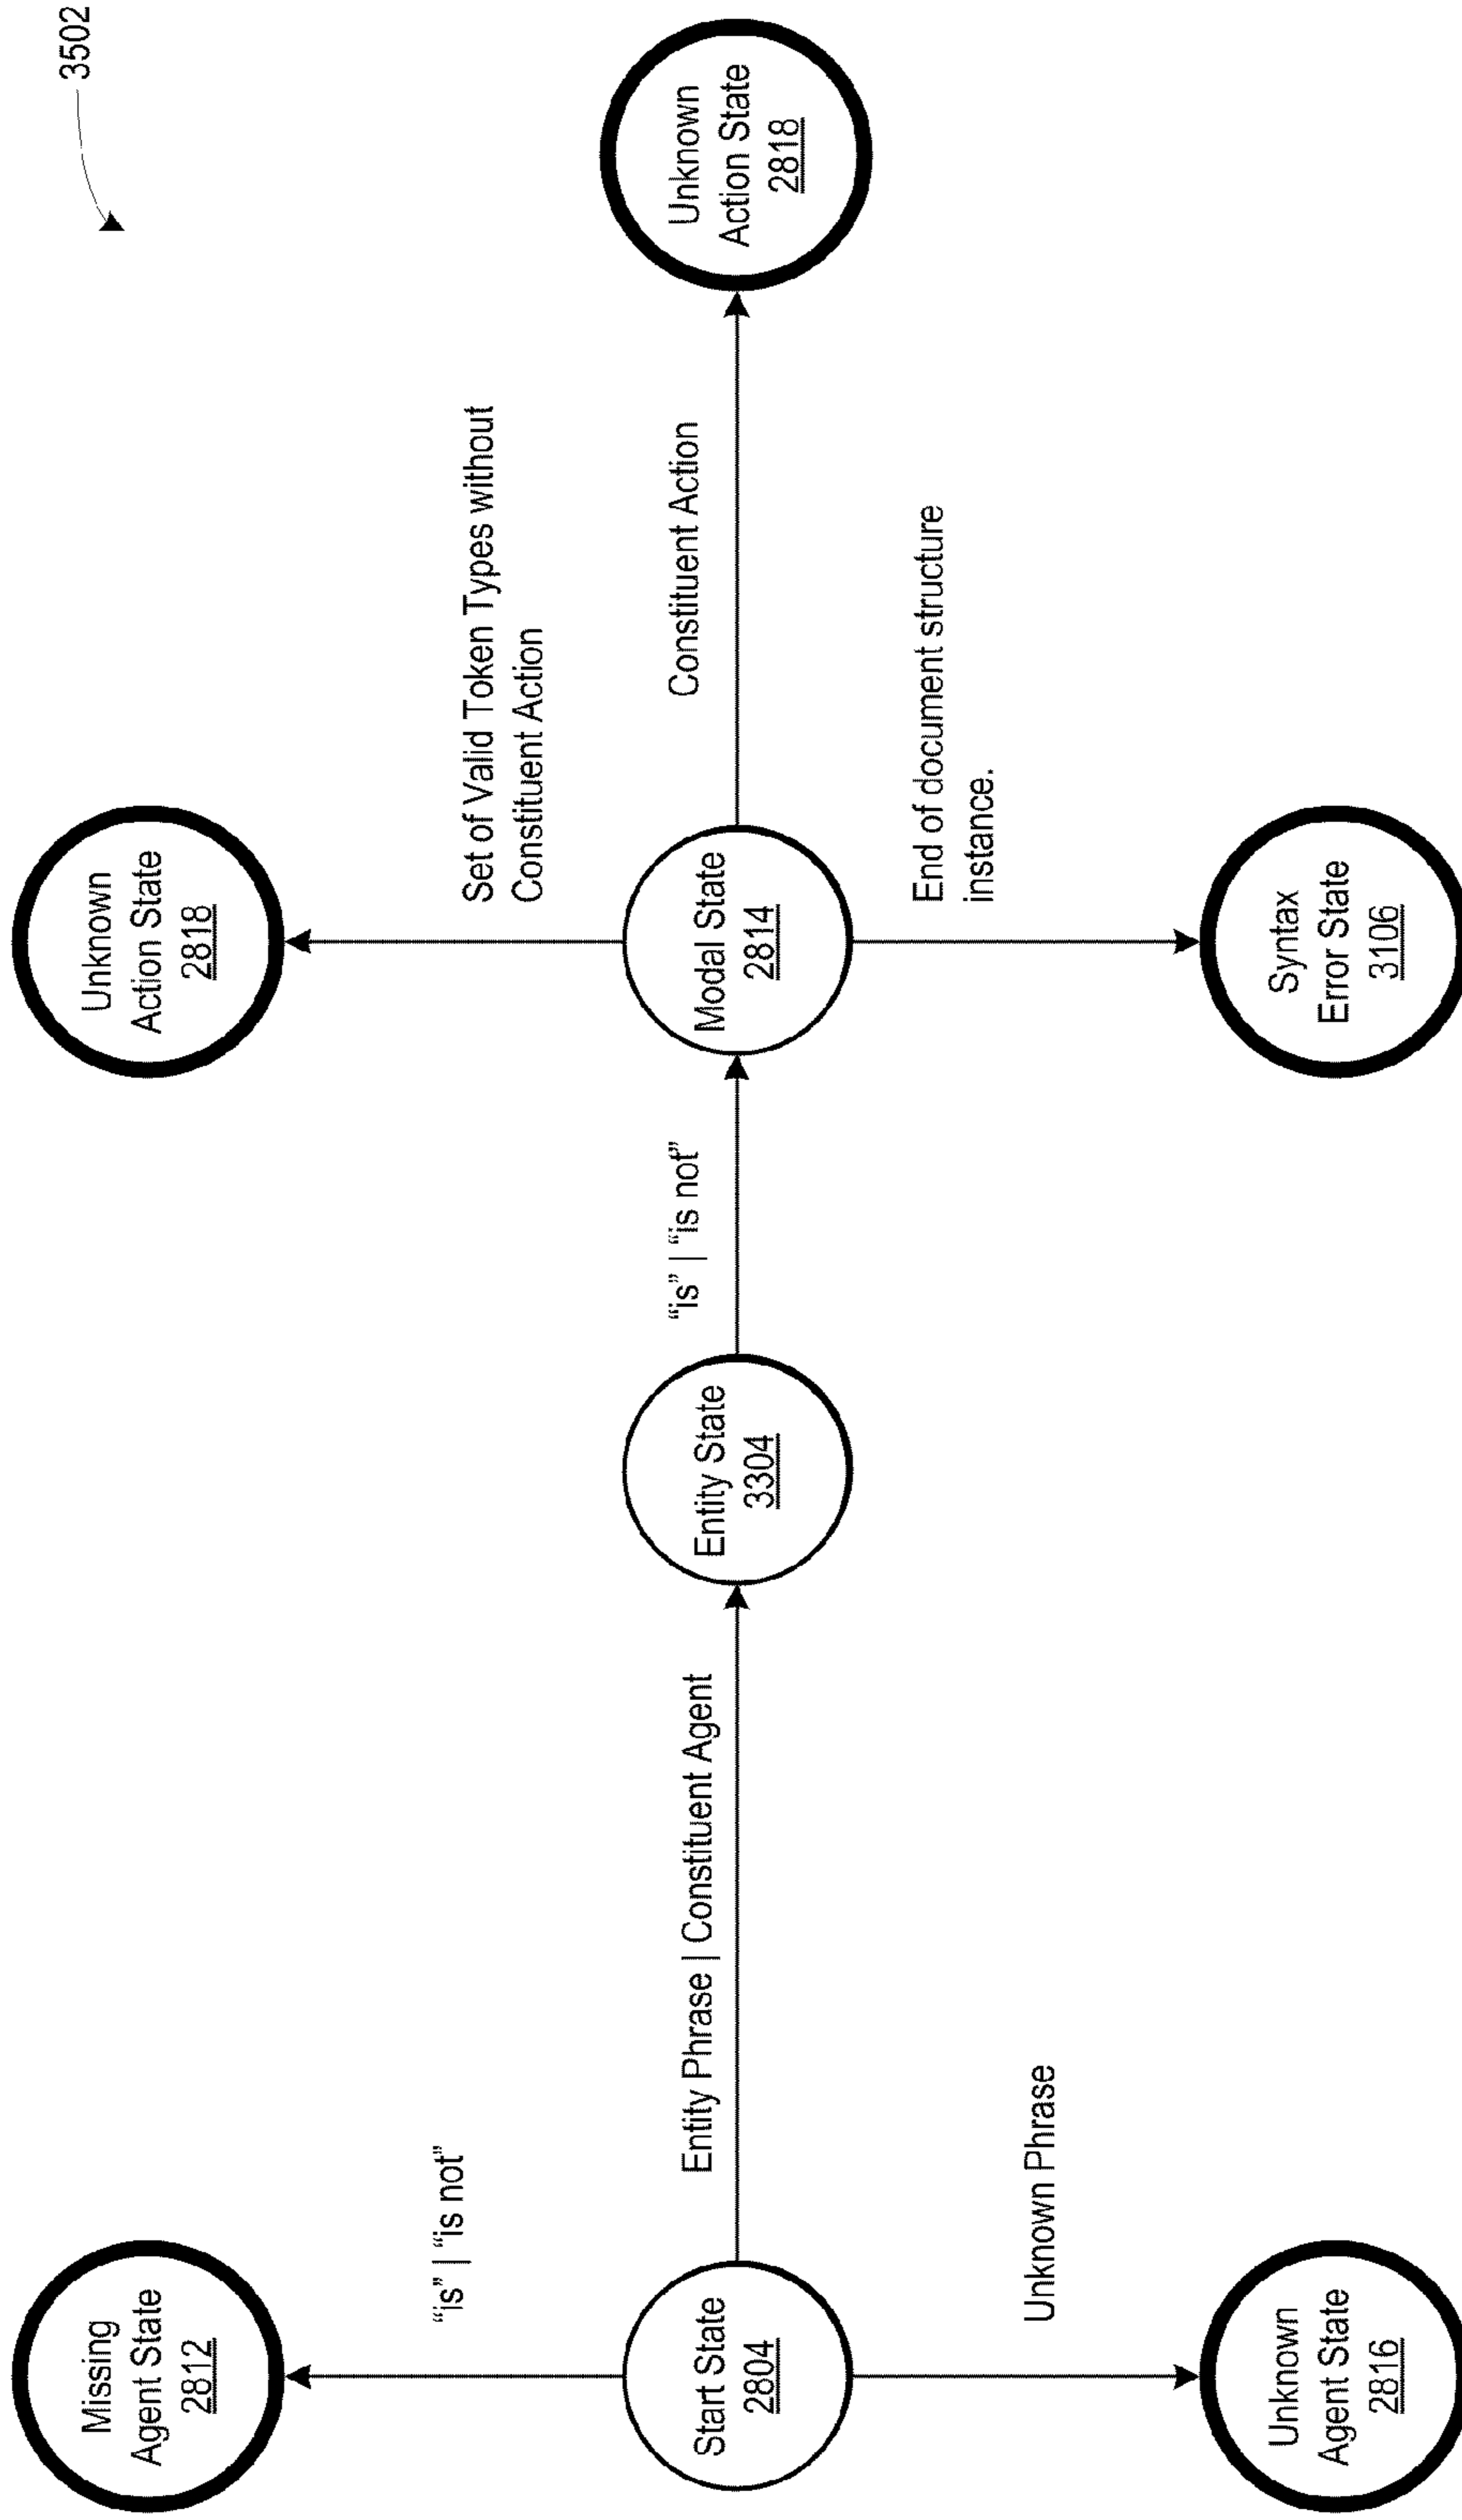 3502
Missing
Agent State
2812
"is" | "is not"
Start State
2804
Unknown Phrase
Unknown
Agent State
2816
Entity Phrase | Constituent Agent
Entity State
3304
"is" | "is not"
Unknown
Action State
2818
Set of Valid Token Types without
Constituent Action
Modal State
2814
Constituent Action
Unknown
Action State
2818
End of document structure
instance.
Syntax
Error State
3106